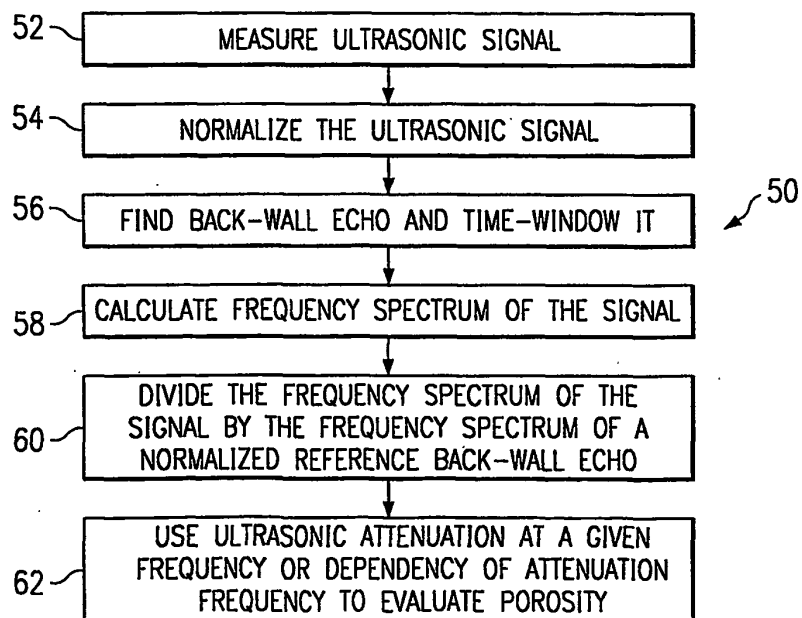 52
MEASURE ULTRASONIC SIGNAL
54
NORMALIZE THE ULTRASONIC SIGNAL
56
FIND BACK-WALL ECHO AND TIME-WINDOW IT
50
58
CALCULATE FREQUENCY SPECTRUM OF THE SIGNAL
60
DIVIDE THE FREQUENCY SPECTRUM OF THE
SIGNAL BY THE FREQUENCY SPECTRUM OF A
NORMALIZED REFERENCE BACK-WALL ECHO
62
USE ULTRASONIC ATTENUATION AT A GIVEN
FREQUENCY OR DEPENDENCY OF ATTENUATION
FREQUENCY TO EVALUATE POROSITY